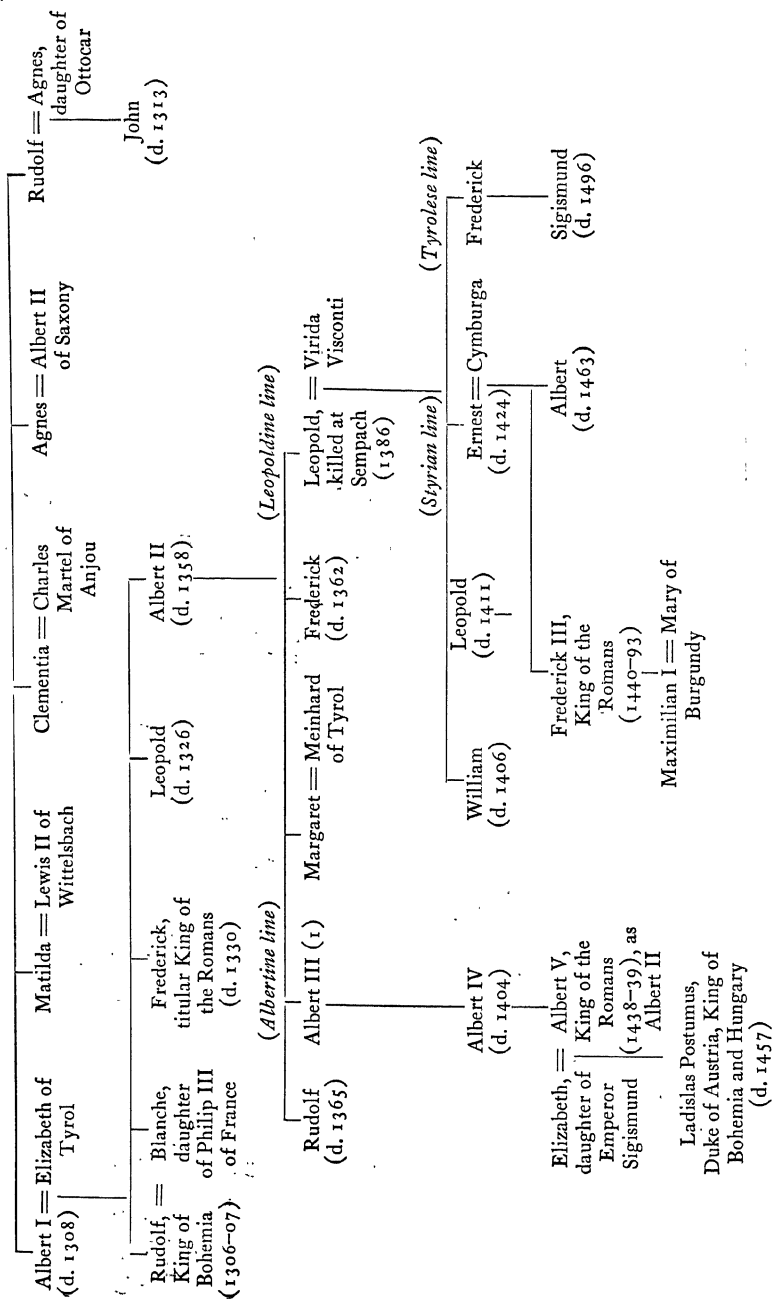 Albert I = Elizabeth of
(d. 1308) Tyrol
Matilda = Lewis II of
Wittelsbach
Clementia = Charles
Martel of
Anjou
Agnes = Albert II
of Saxony
Rudolf = Agnes,
daughter of
Ottocar
John
(d. 1313)
Rudolf, = Blanche,
King of daughter
Bohemia of Philip III
(1306–07) of France
Frederick,
titular King of
the Romans
(d. 1330)
Leopold
(d. 1326)
Albert II
(d. 1358)
(Albertine line)
(Leopoldine line)
Rudolf
(d. 1365)
Albert III (1)
Margaret = Meinhard
of Tyrol
Frederick
(d. 1362)
Leopold, = Virida
killed at Visconti
Sempach
(1386)
(Styrian line)
(Tyrolese line)
Albert IV
(d. 1404)
William
(d. 1406)
Leopold
(d. 1411)
Ernest = Cymburga
(d. 1424)
Frederick
Elizabeth, = Albert V,
daughter of King of the
Emperor Romans
Sigismund (1438–39), as
Albert II
Frederick III,
King of the
Romans
(1440–93)
Albert
(d. 1463)
Sigismund
(d. 1496)
Ladislas Postumus,
Duke of Austria, King of
Bohemia and Hungary
(d. 1457)
Maximilian I = Mary of
Burgundy